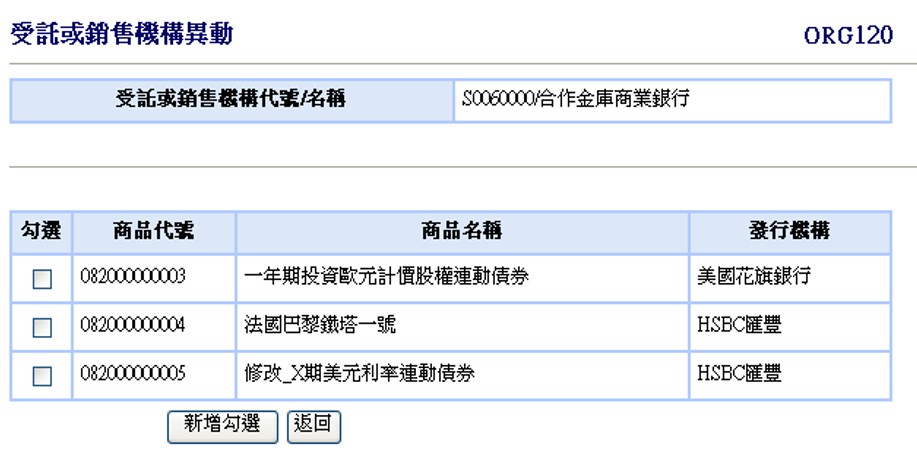 受託或銷售機構異動 ORG120
受託或銷售機構代號/名稱 S0060000/合作金庫商業銀行
勾選 商品代號 商品名稱 發行機構
082000000003 一年期投資歐元計價股權連動債券 美國花旗銀行
082000000004 法國巴黎鐵塔一號 HSBC匯豐
082000000005 修改_X期美元利率連動債券 HSBC匯豐
新增勾選 返回